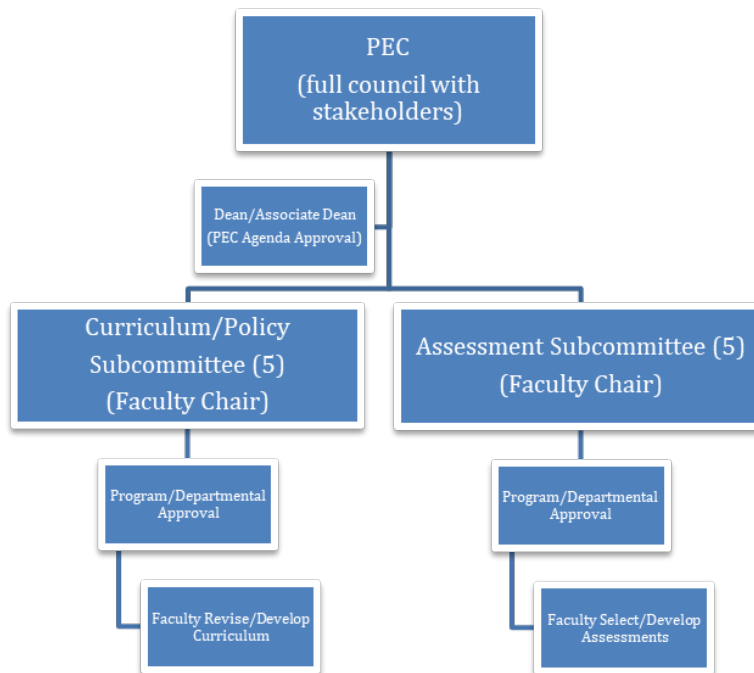 PEC
(full council with
stakeholders)
Dean/Associate Dean
(PEC Agenda Approval)
Curriculum/Policy
Subcommittee (5)
(Faculty Chair)
Assessment Subcommittee (5)
(Faculty Chair)
Program/Departmental
Approval
Program/Departmental
Approval
Faculty Revise/Develop
Curriculum
Faculty Select/Develop
Assessments